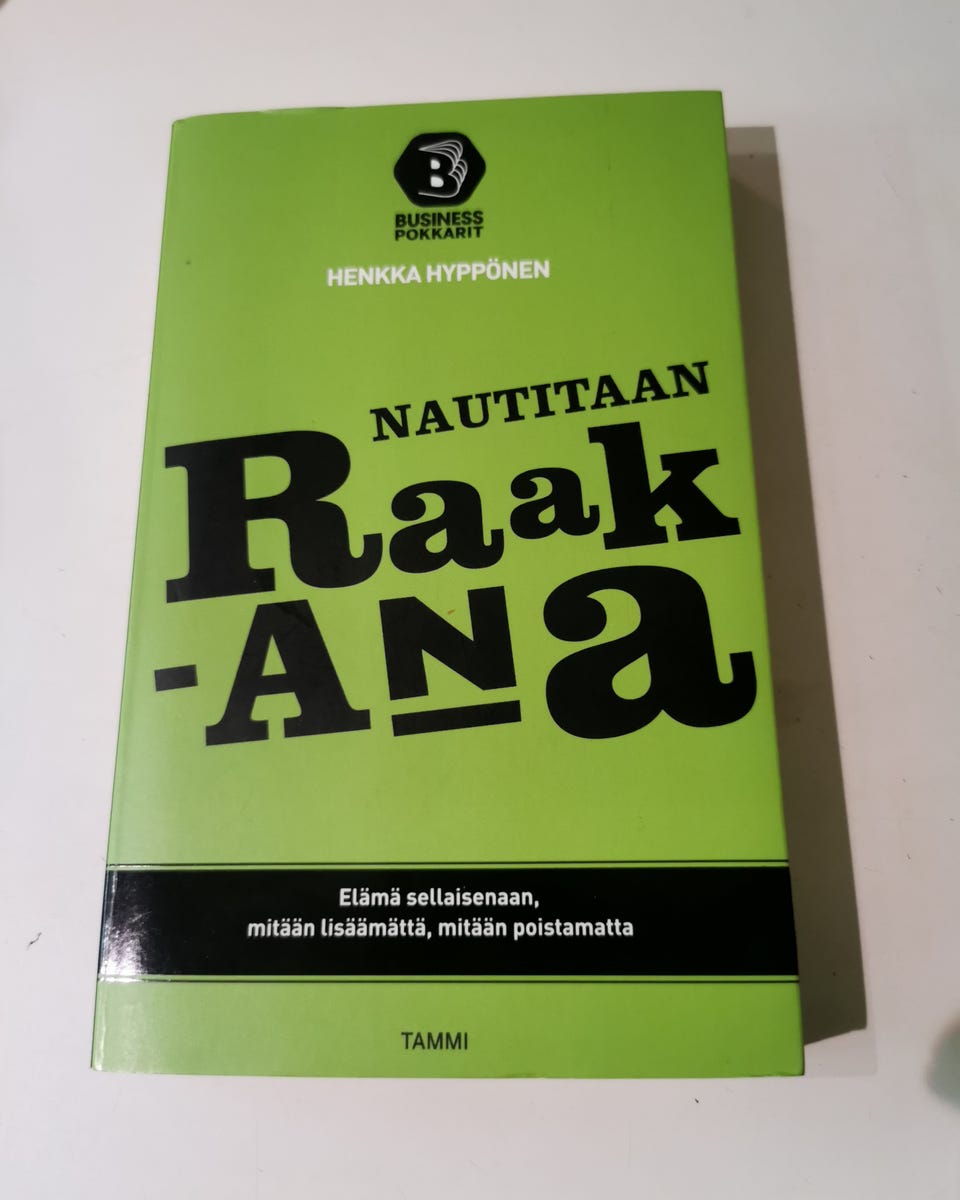 B
BUSINESS
POKKARIT
HENKKA HYPPÖNEN
NAUTITAAN
Raak
-ANa
Elämä sellaisenaan,
mitään lisäämättä, mitään poistamatta
TAMMI